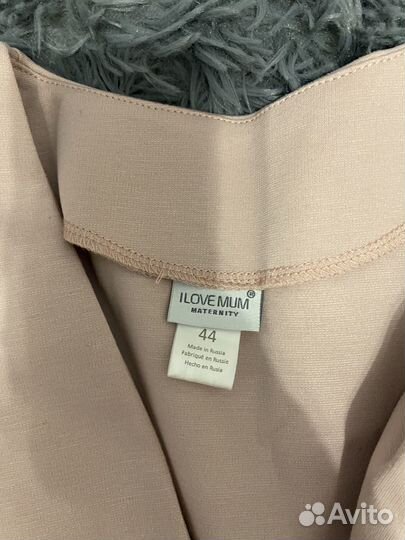 I LOVE MUM®
MATERNITY
44
Made in Russia
Fabriqué en Russie
Hecho en Rusia
Avito